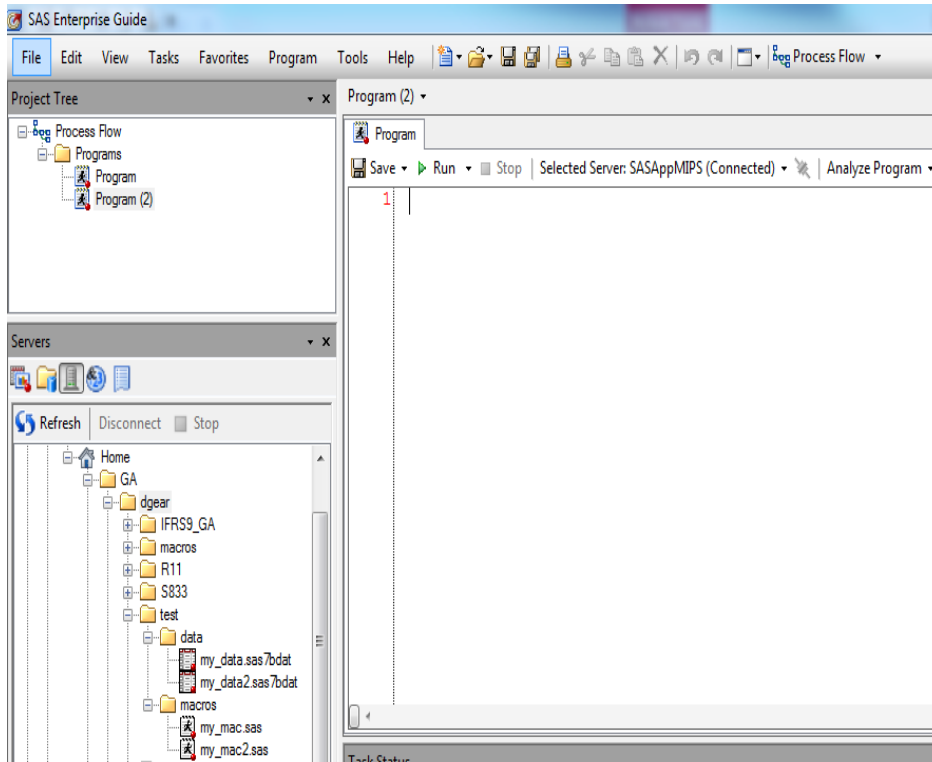 SAS Enterprise Guide
File Edit View Tasks Favorites Program Tools Help Process Flow
Project Tree
Process Flow
Programs
Program
Program (2)
Program (2)
Program
Save Run Stop Selected Server: SASAppMIPS (Connected) Analyze Program
1
Servers
Refresh Disconnect Stop
Home
GA
dgear
IFRS9_GA
macros
R11
S833
test
data
my_data.sas7bdat
my_data2.sas7bdat
macros
my_mac.sas
my_mac2.sas
Task Status